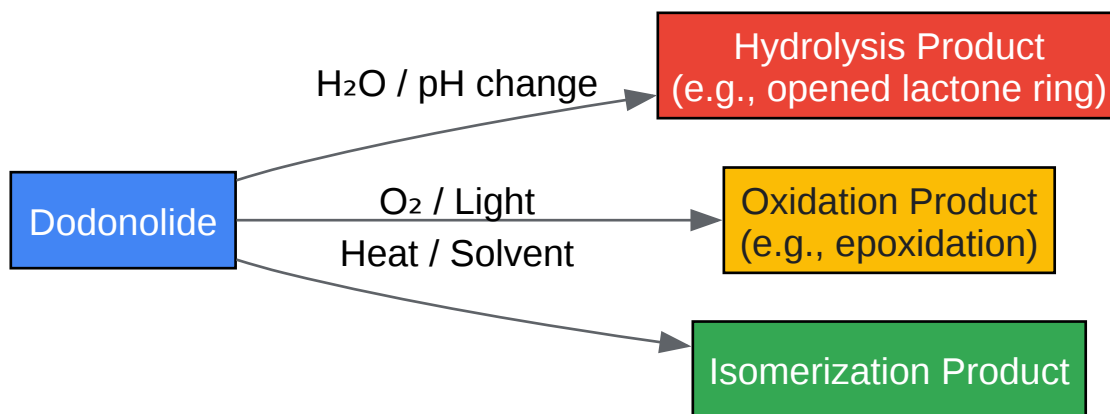 Hydrolysis Product
(e.g., opened lactone ring)
H₂O / pH change
Dodonolide
O₂ / Light
Oxidation Product
(e.g., epoxidation)
Heat / Solvent
Isomerization Product